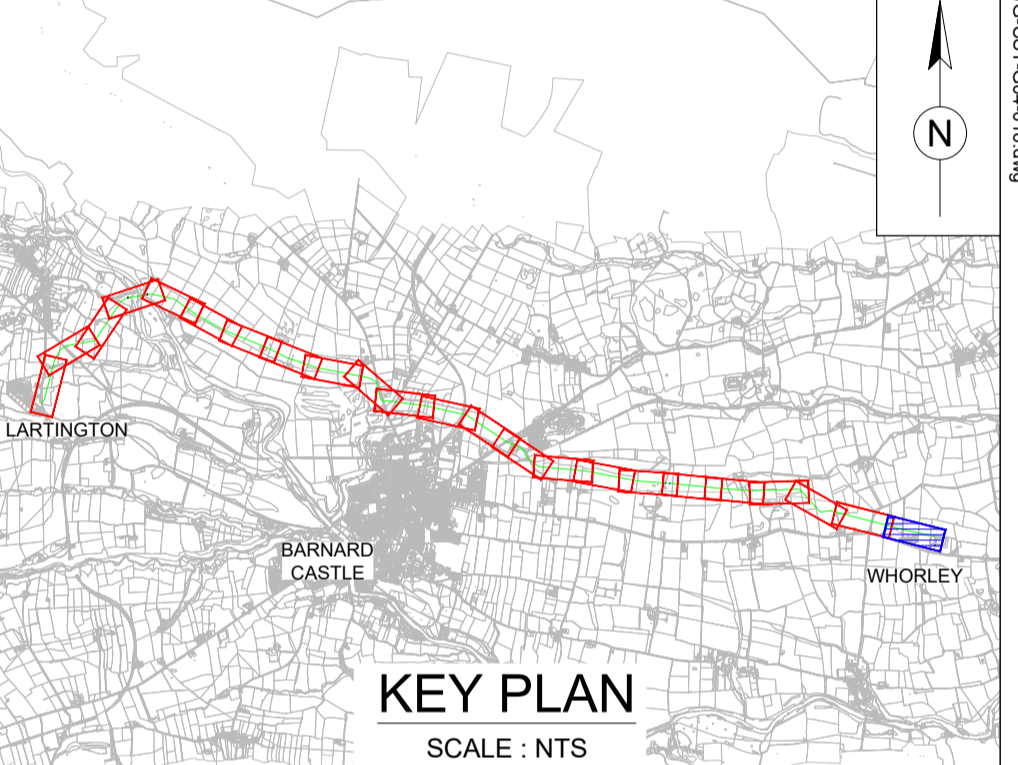 N
LARTINGTON
BARNARD
CASTLE
WHORLEY
KEY PLAN
SCALE : NTS